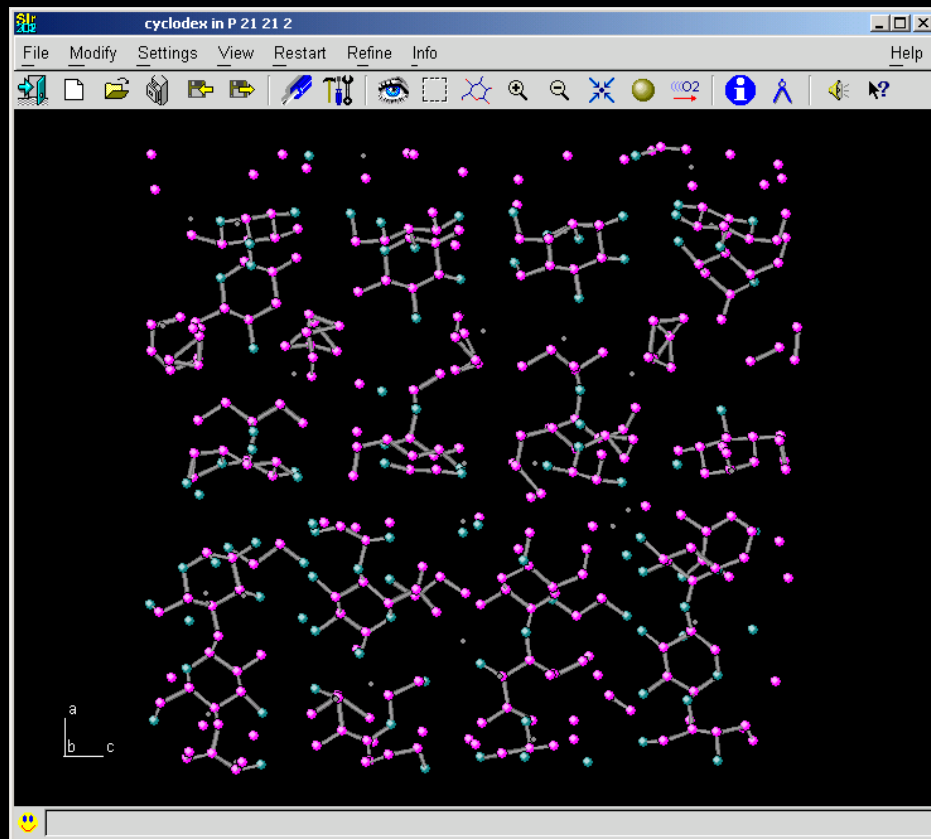 SIr
2002
cyclodex in P 21 21 2
File Modify Settings View Restart Refine Info Help
O2
?
a
b c